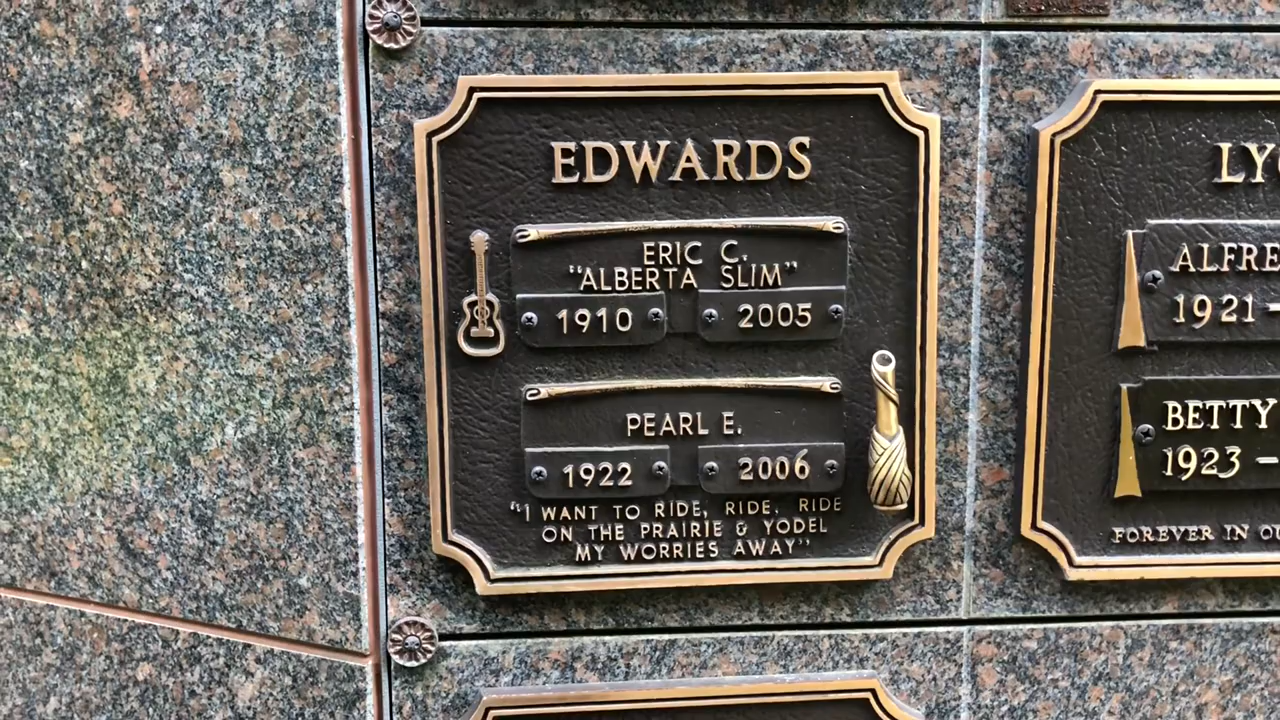 EDWARDS
ERIC C.
"ALBERTA SLIM"
1910 2005
PEARL E.
1922 2006
"I WANT TO RIDE, RIDE, RIDE
ON THE PRAIRIE & YODEL
MY WORRIES AWAY"
1921 –
BETTY
1923 –
FOREVER IN